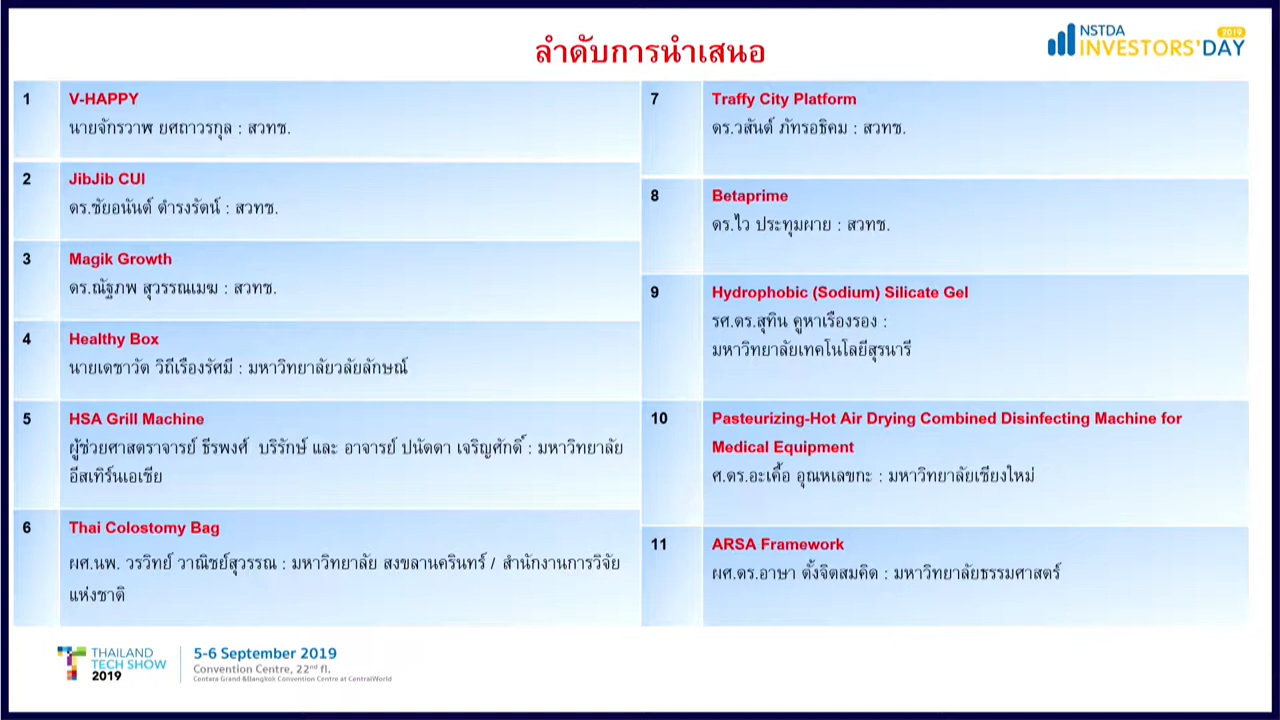 ลำดับการนำเสนอ
NSTDA 2019
INVESTORS'DAY
1 V-HAPPY
นายจักรวาพ ยศถาวรกุล : สวทช.
2 JibJib CUI
ดร.ชัยอนันต์ ดำรงรัตน์ : สวทช.
3 Magik Growth
ดร.ณัฐภพ สุวรรณเมฆ : สวทช.
4 Healthy Box
นายเดชาวัต วิถีเรืองรัศมี : มหาวิทยาลัยวลัยลักษณ์
5 HSA Grill Machine
ผู้ช่วยศาสตราจารย์ ธีรพงศ์ บริรักษ์ และ อาจารย์ ปนัดดา เจริญศักดิ์ : มหาวิทยาลัย
อีสเทิร์นเอเชีย
6 Thai Colostomy Bag
ผศ.นพ. วรวิทย์ วาณิชย์สุวรรณ : มหาวิทยาลัย สงขลานครินทร์ / สำนักงานการวิจัย
แห่งชาติ
7 Traffy City Platform
ดร.วสันต์ ภัทรอธิคม : สวทช.
8 Betaprime
ดร.ไว ประทุมผาย : สวทช.
9 Hydrophobic (Sodium) Silicate Gel
รศ.ดร.สุทิน คูหาเรืองรอง :
มหาวิทยาลัยเทคโนโลยีสุรนารี
10 Pasteurizing-Hot Air Drying Combined Disinfecting Machine for
Medical Equipment
ศ.ดร.อะเคื้อ อุณหเลขกะ : มหาวิทยาลัยเชียงใหม่
11 ARSA Framework
ผศ.ดร.อาษา ตั้งจิตสมคิด : มหาวิทยาลัยธรรมศาสตร์
THAILAND
TECH SHOW
2019
5-6 September 2019
Convention Centre, 22nd fl.
Centara Grand &Bangkok Convention Centre at CentralWorld